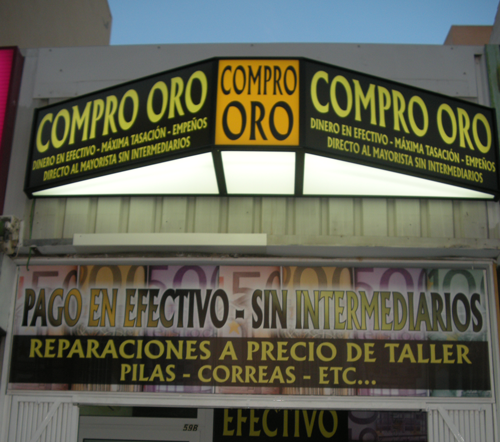 COMPRO ORO
DINERO EN EFECTIVO - MÁXIMA TASACIÓN - EMPEÑOS
DIRECTO AL MAYORISTA SIN INTERMEDIARIOS
COMPRO
ORO
COMPRO ORO
DINERO EN EFECTIVO - MÁXIMA TASACIÓN - EMPEÑOS
DIRECTO AL MAYORISTA SIN INTERMEDIARIOS
PAGO EN EFECTIVO - SIN INTERMEDIARIOS
REPARACIONES A PRECIO DE TALLER
PILAS - CORREAS - ETC...
EFECTIVO